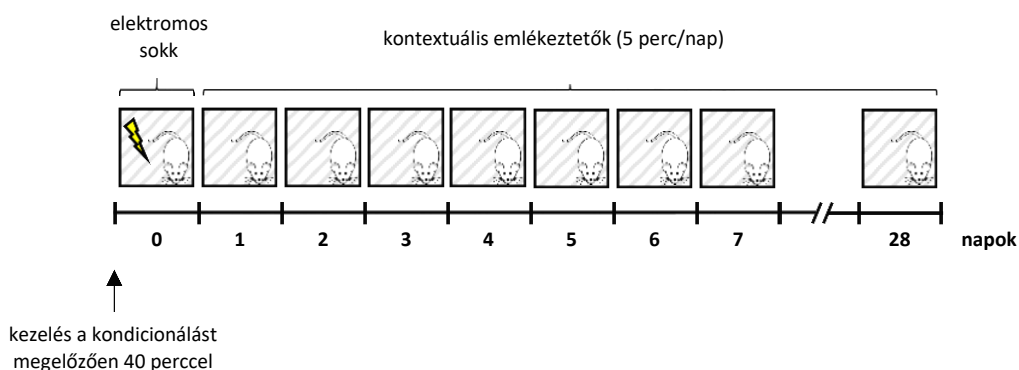 elektromos
sokk
kontextuális emlékeztetők (5 perc/nap)
0 1 2 3 4 5 6 7 28 napok
kezelés a kondicionálást
megelőzően 40 perccel